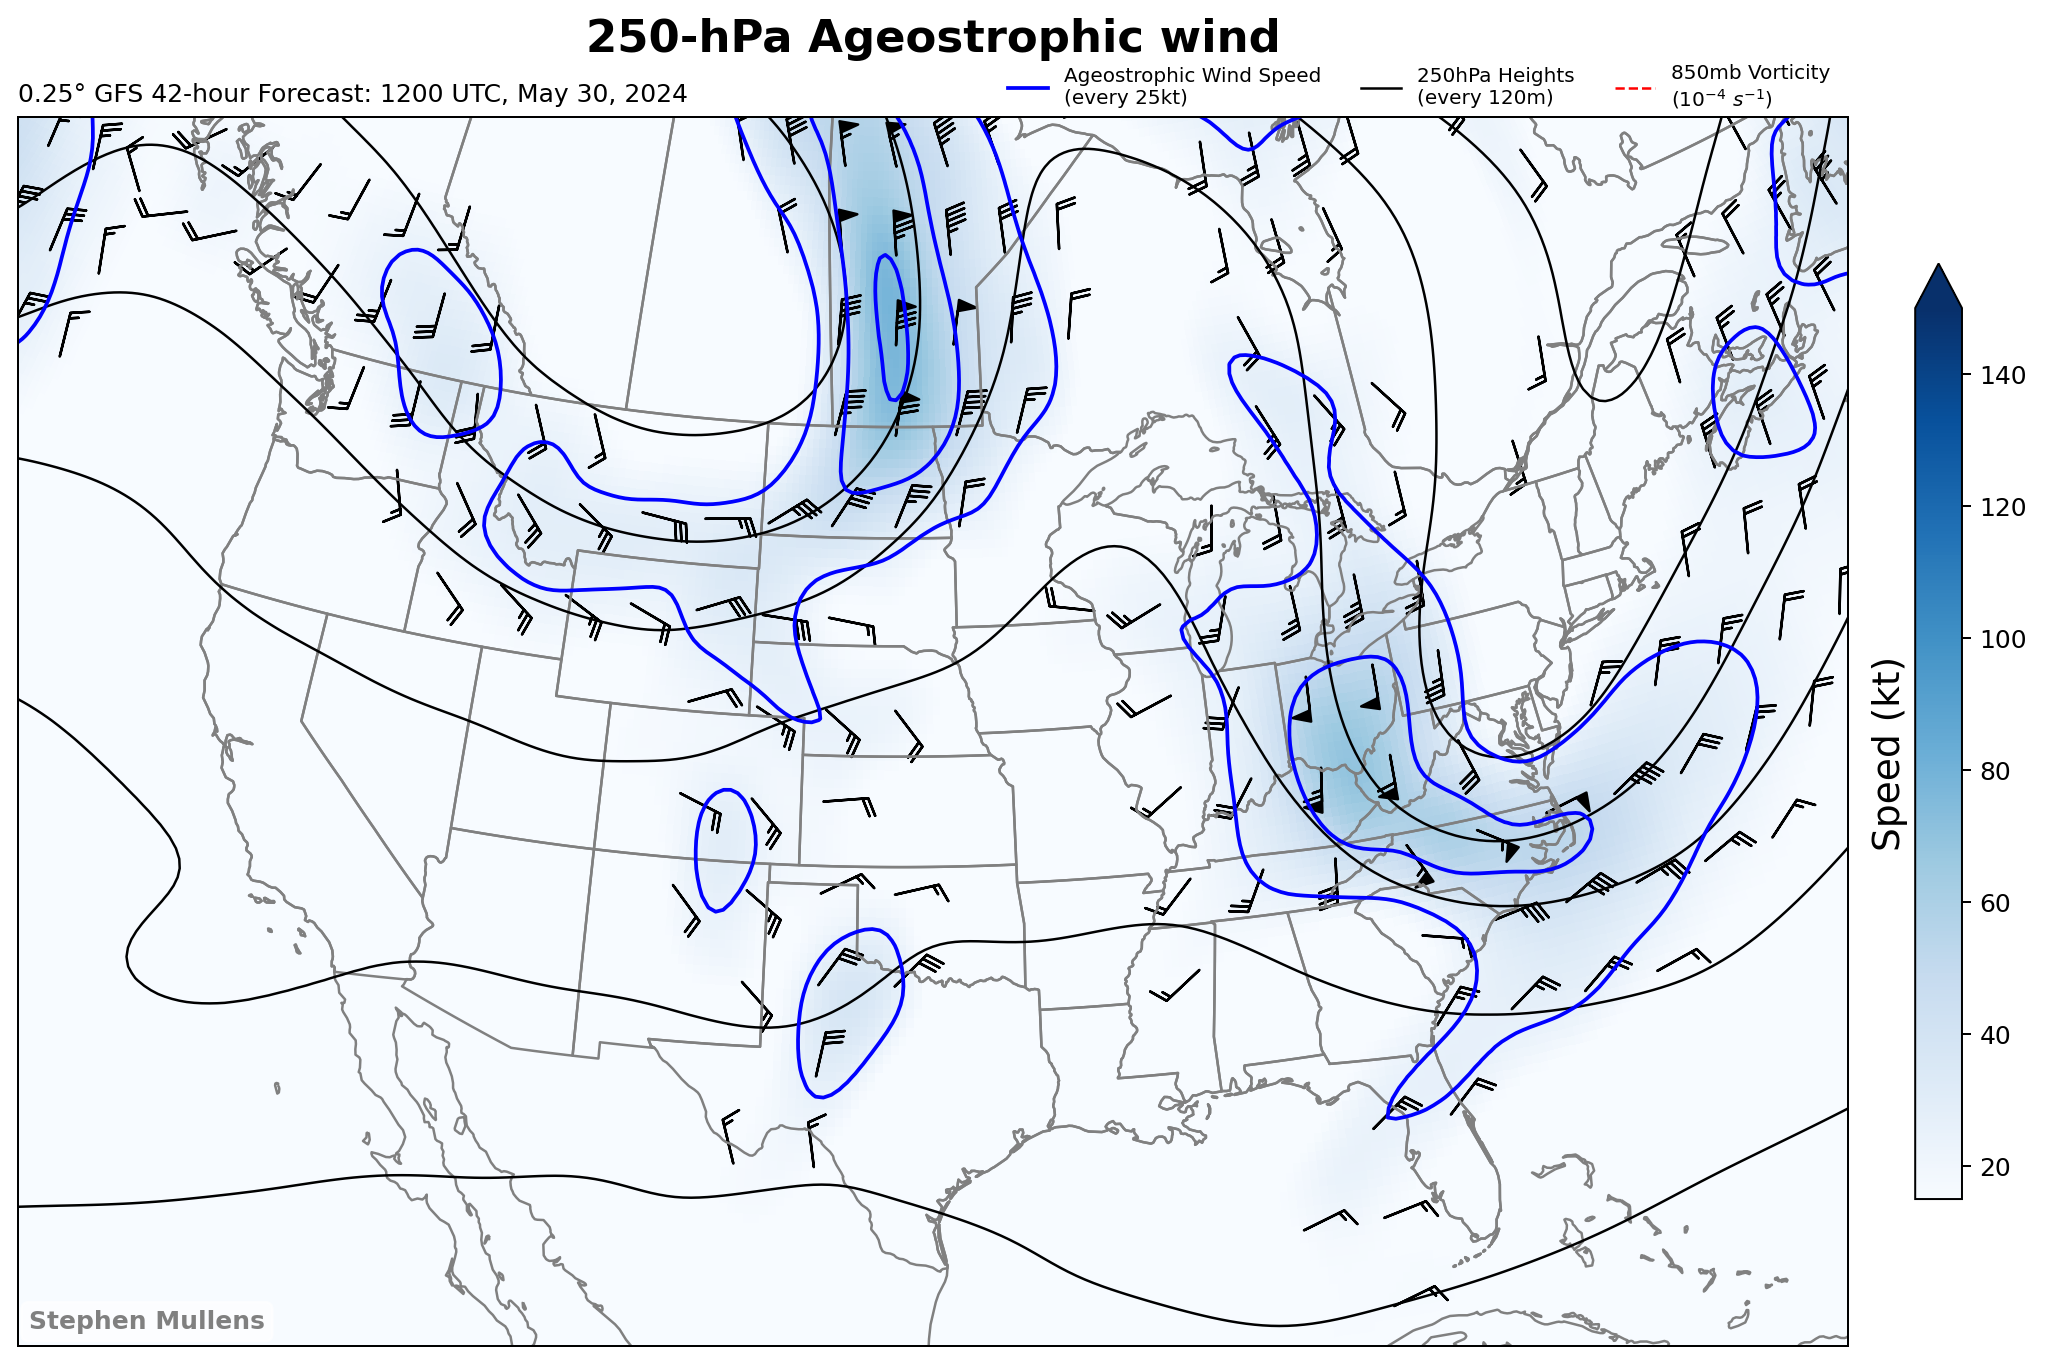 250-hPa Ageostrophic wind
0.25° GFS 42-hour Forecast: 1200 UTC, May 30, 2024
Ageostrophic Wind Speed
(every 25kt)
250hPa Heights
(every 120m)
850mb Vorticity
(10⁻⁴ s⁻¹)
140
120
100
80
60
40
20
Speed (kt)
Stephen Mullens